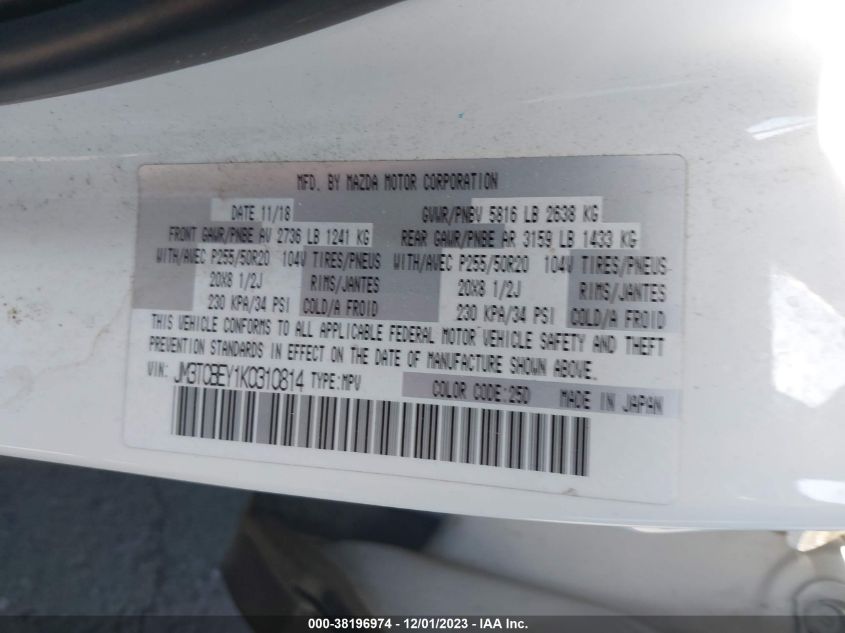 MFD. BY MAZDA MOTOR CORPORATION
DATE 11/18 GVWR/PNBV 5816 LB 2638 KG
FRONT GAWR/PNBE AV 2736 LB 1241 KG REAR GAWR/PNBE AR 3159 LB 1433 KG
WITH/AVEC P255/50R20 104V TIRES/PNEUS WITH/AVEC P255/50R20 104V TIRES/PNEUS
20X8 1/2J RIMS/JANTES 20X8 1/2J RIMS/JANTES
230 KPA/34 PSI COLD/A FROID 230 KPA/34 PSI COLD/A FROID
THIS VEHICLE CONFORMS TO ALL APPLICABLE FEDERAL MOTOR VEHICLE SAFETY AND THEFT
PREVENTION STANDARDS IN EFFECT ON THE DATE OF MANUFACTURE SHOWN ABOVE.
VIN: JM3TCBEY1K0310814 TYPE:MPV COLOR CODE:25D MADE IN JAPAN
000-38196974 - 12/01/2023 - IAA Inc.